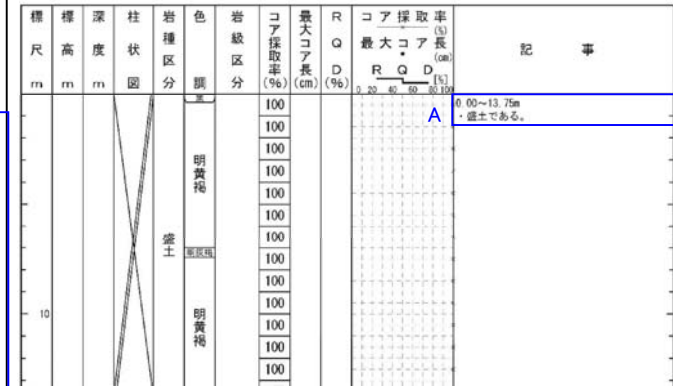 標尺m
標高m
深度m
柱状図
岩種区分
色調
岩級区分
コア採取率(%)
最大コア長(cm)
RQD(%)
コア採取率(%)
最大コア長(cm)
RQD[%]
0 20 40 60 80 100
記事
黒
100
0.00〜13.75m
A
・盛土である。
100
100
明黄褐
100
100
100
盛土
100
100
100
10
明黄褐
100
100
100